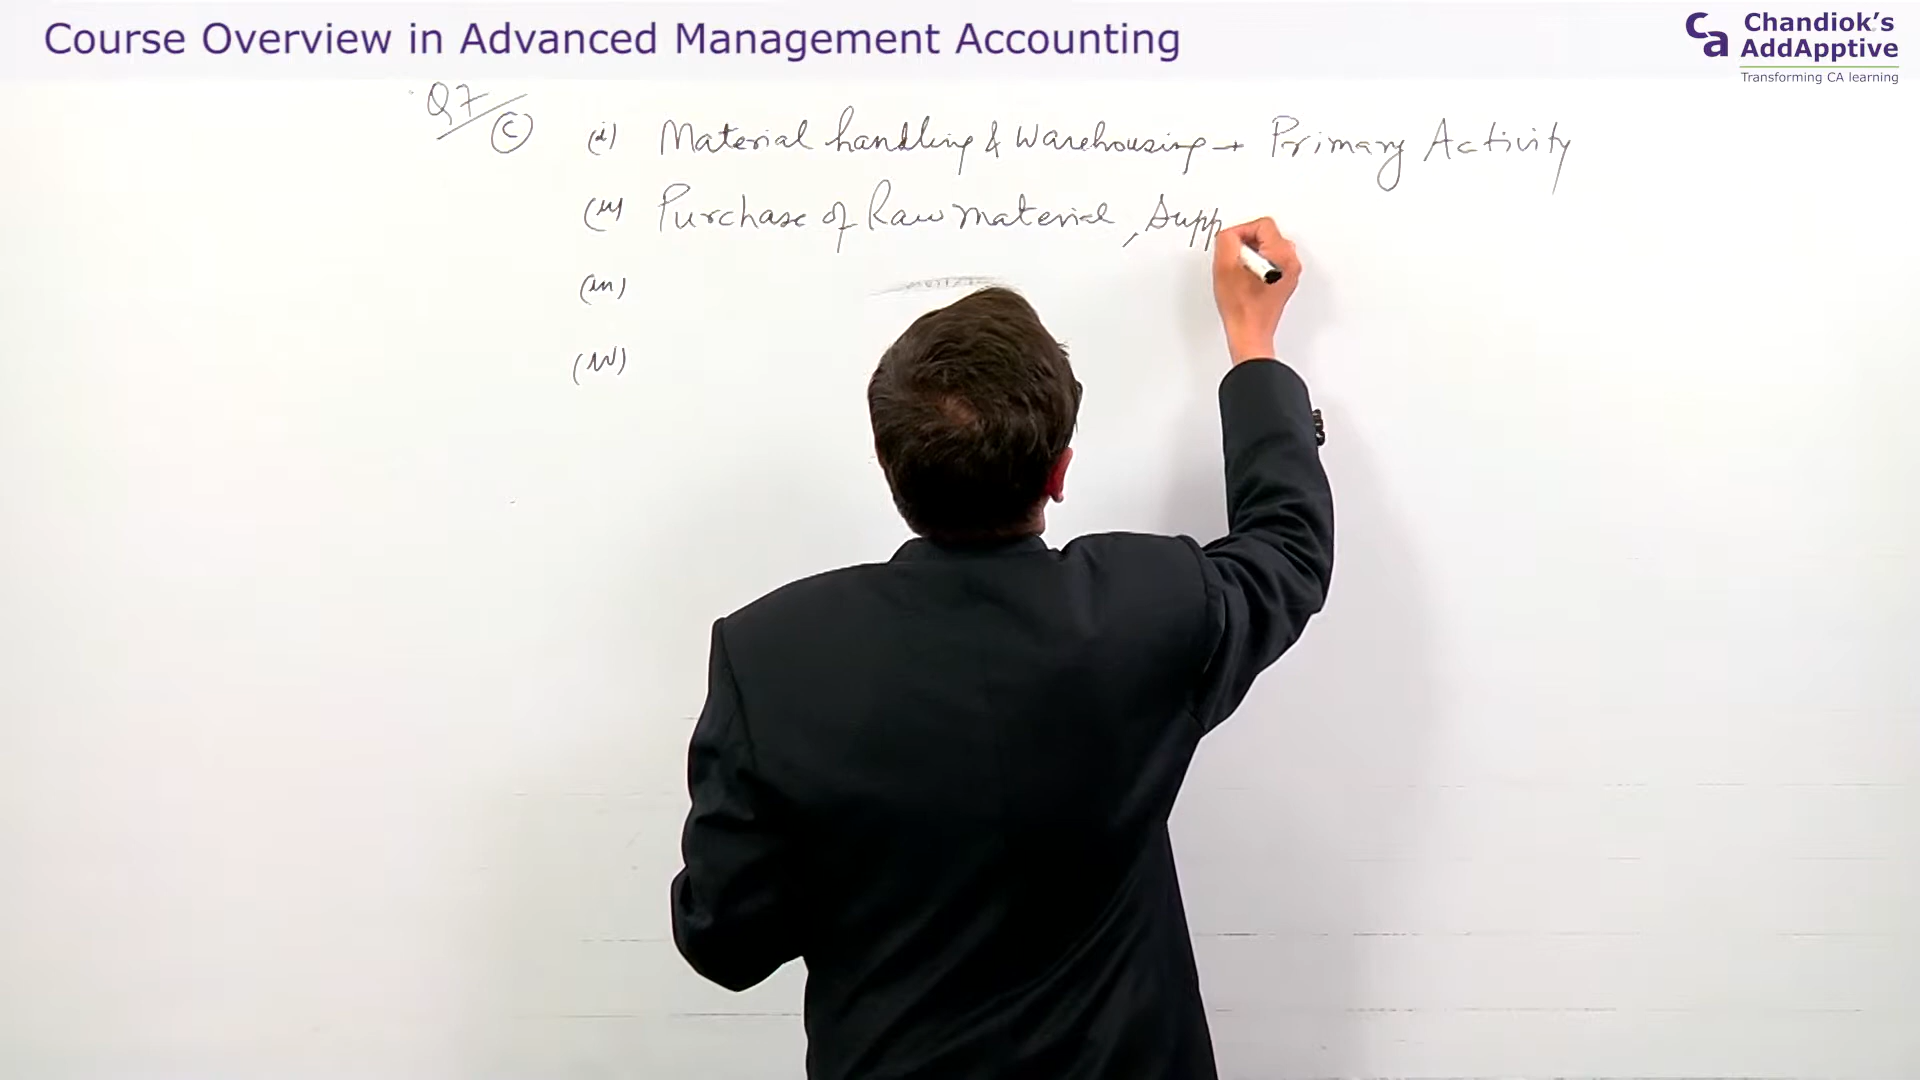 Course Overview in Advanced Management Accounting
Ca Chandiok's
AddApptive
Transforming CA learning
Q7 (C) (i) Material handling & Warehousing → Primary Activity
(ii) Purchase of Raw material, Supp
(iii)
(iv)